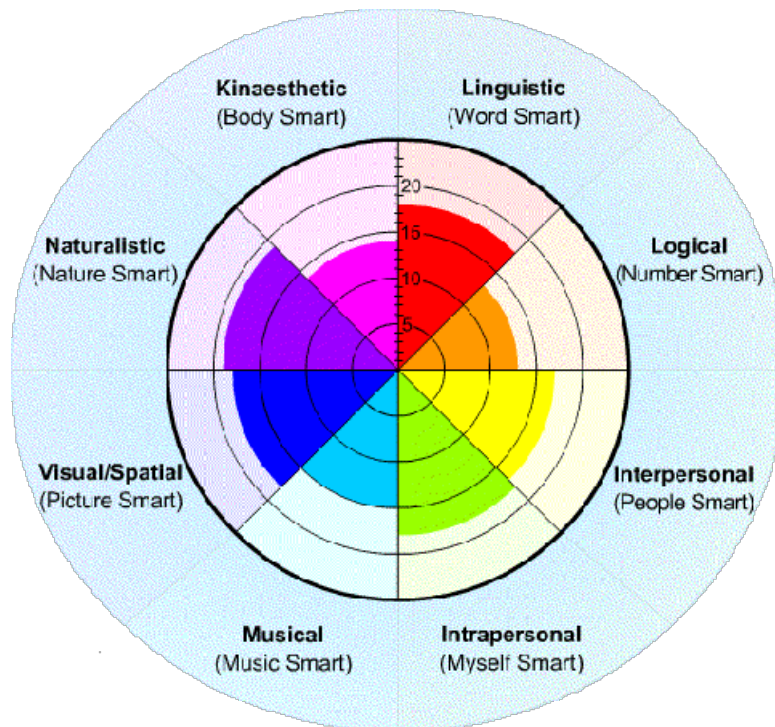 Kinaesthetic
(Body Smart)
Linguistic
(Word Smart)
Naturalistic
(Nature Smart)
Logical
(Number Smart)
20
15
10
5
Visual/Spatial
(Picture Smart)
Interpersonal
(People Smart)
Musical
(Music Smart)
Intrapersonal
(Myself Smart)